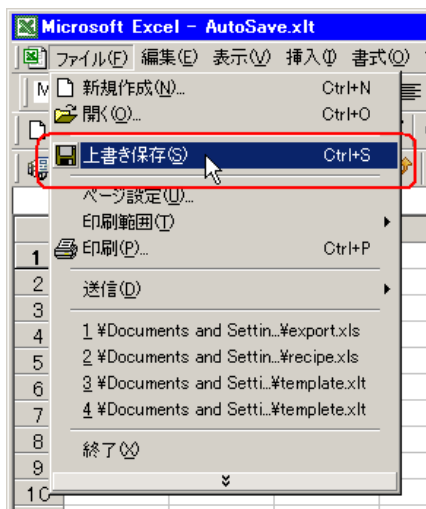 Microsoft Excel - AutoSave.xlt
ファイル(F) 編集(E) 表示(V) 挿入(I) 書式(O)
新規作成(N)... Ctrl+N
開く(O)... Ctrl+O
上書き保存(S) Ctrl+S
ページ設定(U)...
印刷範囲(T)
印刷(P)... Ctrl+P
送信(D)
1 ¥Documents and Settin...¥export.xls
2 ¥Documents and Settin...¥recipe.xls
3 ¥Documents and Setti...¥template.xlt
4 ¥Documents and Setti...¥templete.xlt
終了(X)
1
2
3
4
5
6
7
8
9
10